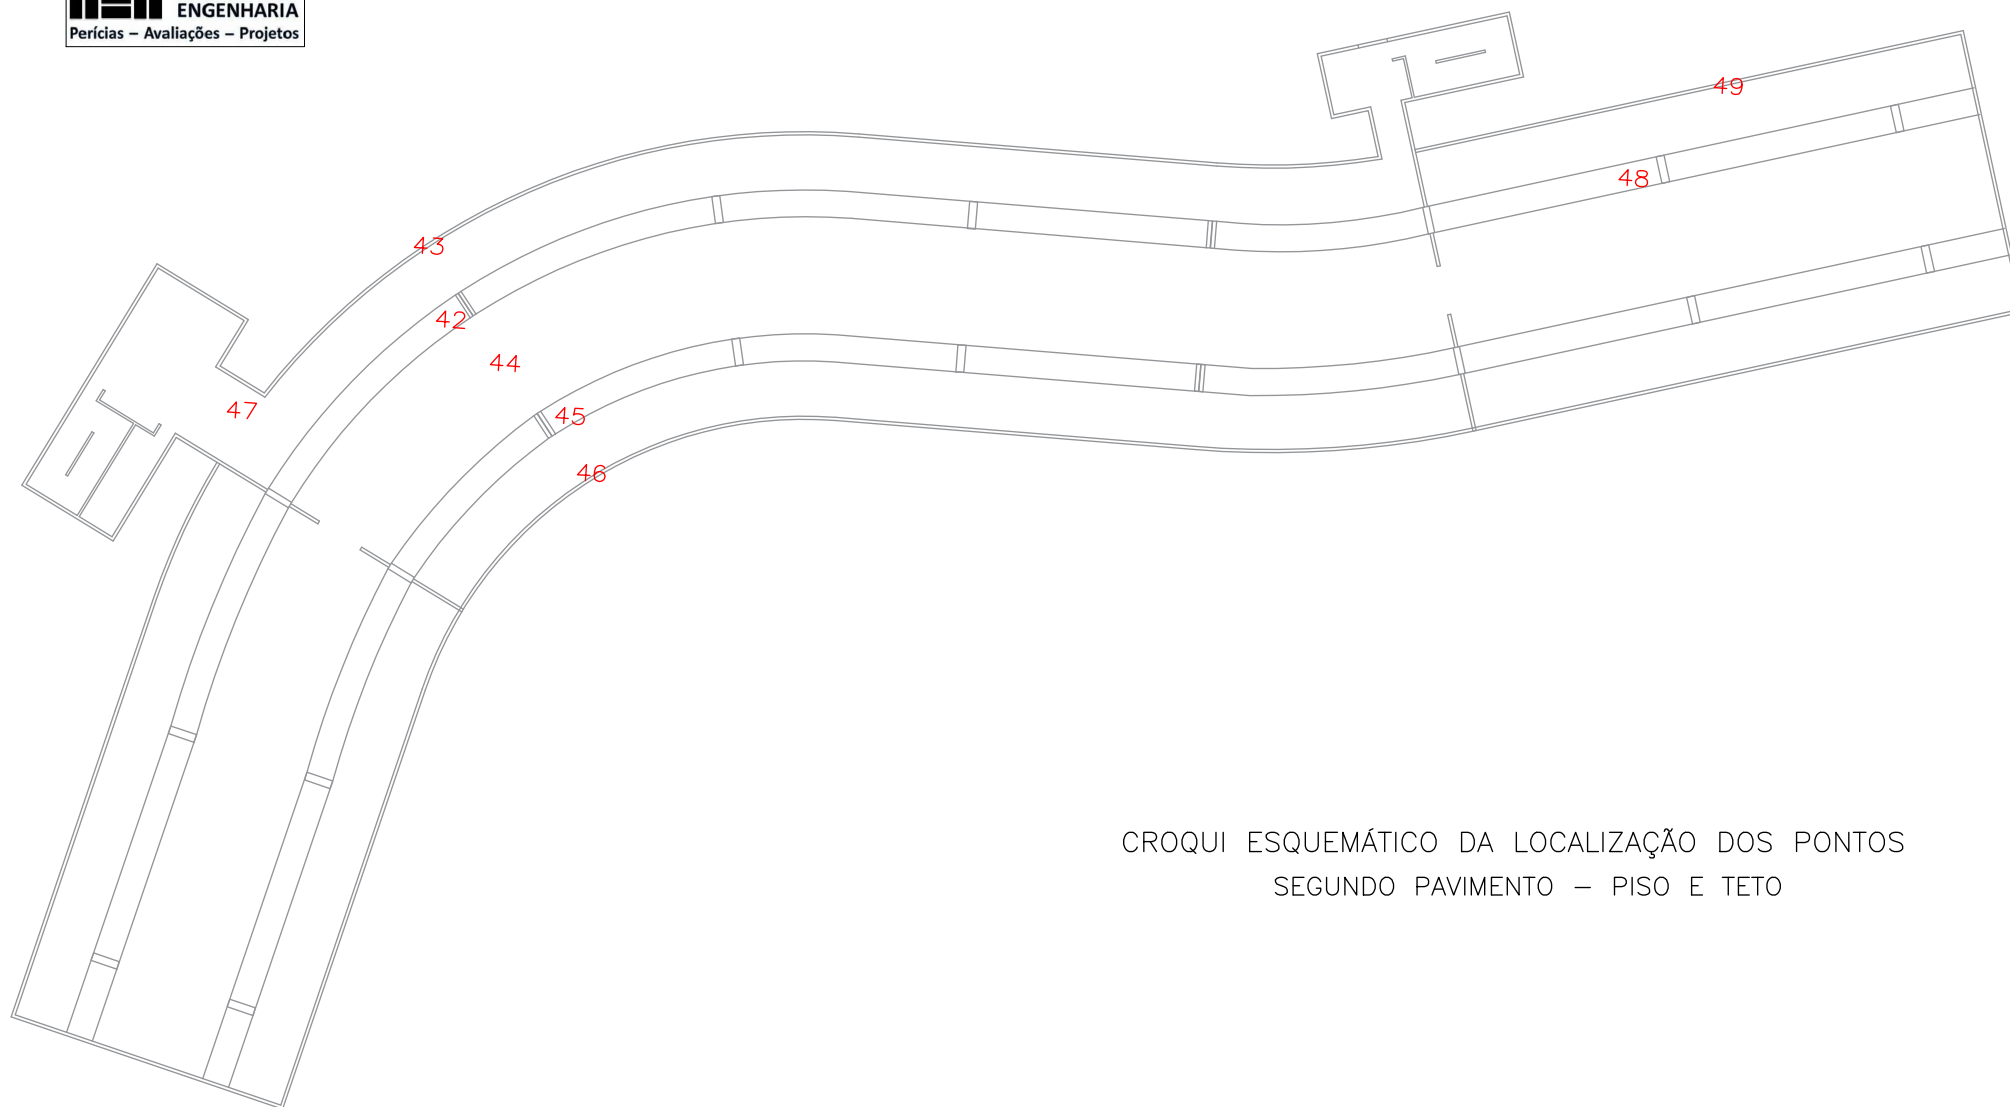 ENGENHARIA
Perícias – Avaliações – Projetos
49
48
43
42
44
47
45
46
CROQUI ESQUEMÁTICO DA LOCALIZAÇÃO DOS PONTOS
SEGUNDO PAVIMENTO – PISO E TETO